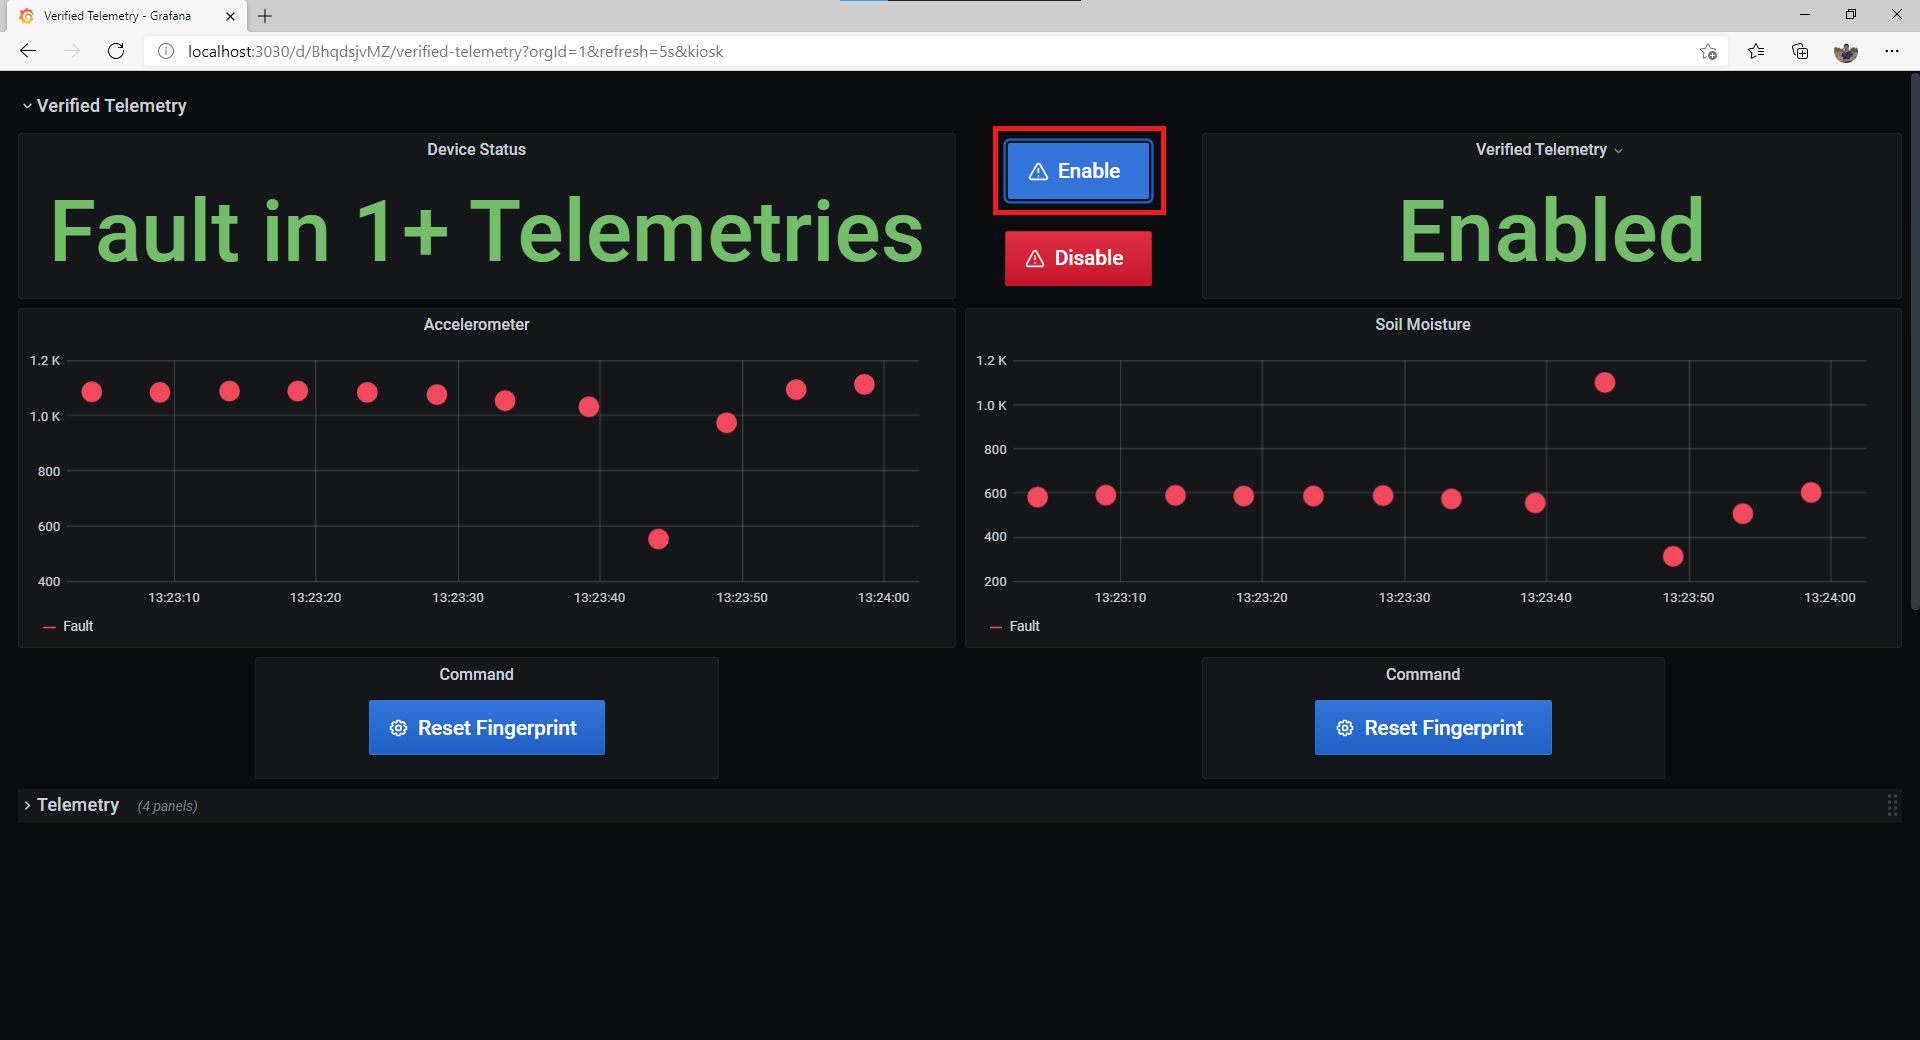 Verified Telemetry - Grafana
localhost:3030/d/BhqdsjvMZ/verified-telemetry?orgId=1&refresh=5s&kiosk
Verified Telemetry
Device Status
Fault in 1+ Telemetries
Enable
Disable
Verified Telemetry
Enabled
Accelerometer
1.2 K
1.0 K
800
600
400
13:23:10 13:23:20 13:23:30 13:23:40 13:23:50 13:24:00
Fault
Soil Moisture
1.2 K
1.0 K
800
600
400
200
13:23:10 13:23:20 13:23:30 13:23:40 13:23:50 13:24:00
Fault
Command
Reset Fingerprint
Command
Reset Fingerprint
Telemetry (4 panels)